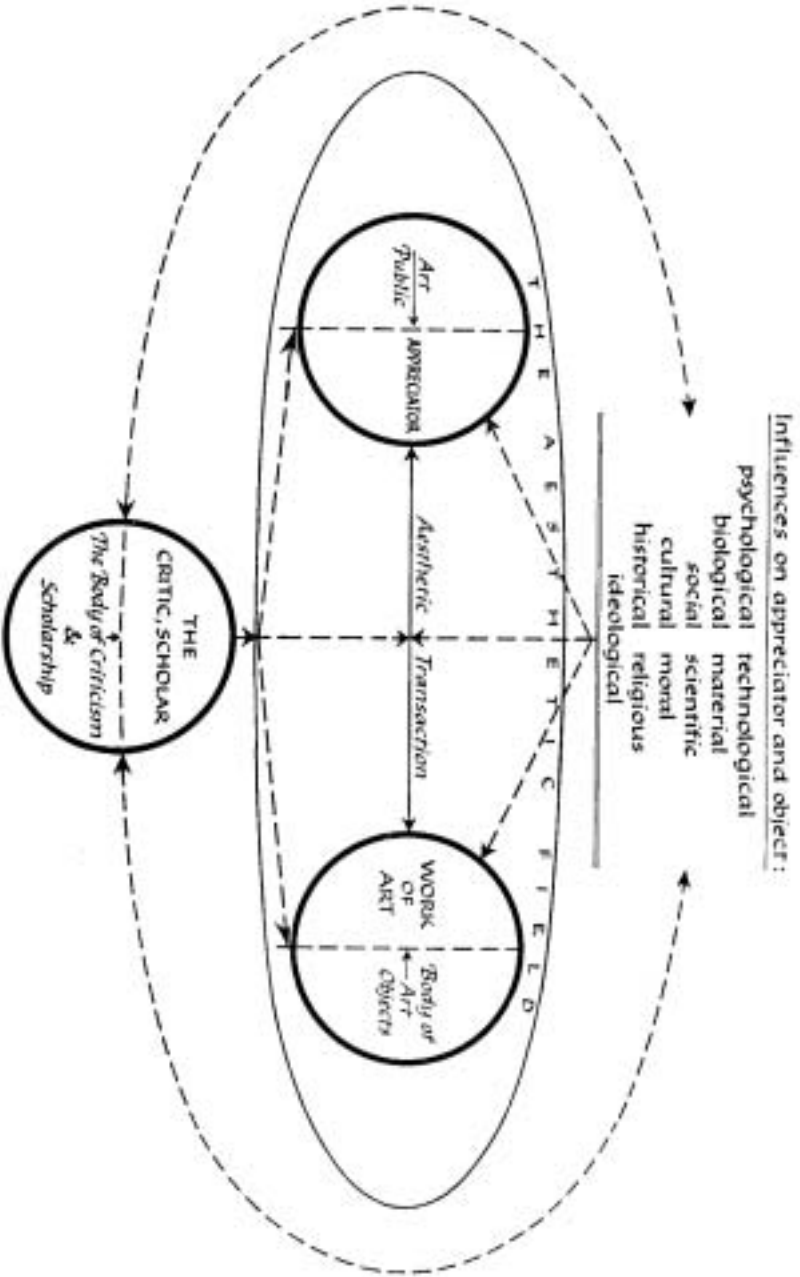 Influences on appreciator and object:
psychological technological
biological material
social scientific
cultural moral
historical religious
ideological
THE AESTHETIC FIELD
Art
Public
APPRECIATOR
Aesthetic Transaction
WORK
OF
ART
Body of
Art
Objects
THE
CRITIC, SCHOLAR
The Body of Criticism
&
Scholarship